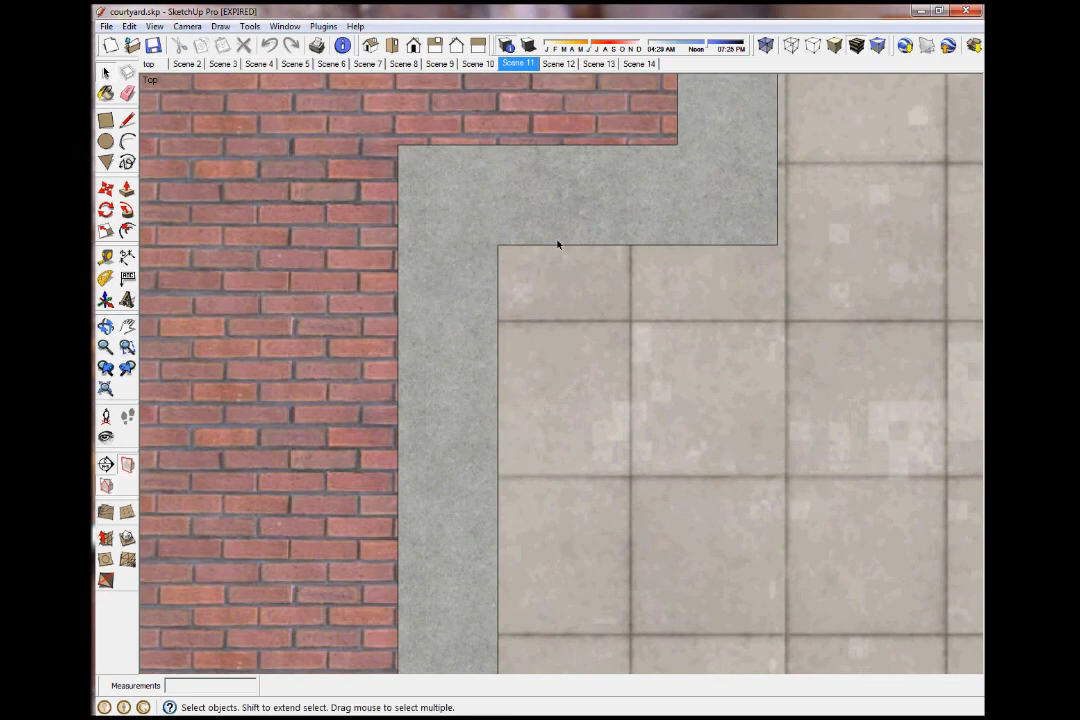 courtyard.skp - SketchUp Pro [EXPIRED]
File Edit View Camera Draw Tools Window Plugins Help
J F M A M J J A S O N D 04:29 AM Noon 07:25 PM
top Scene 2 Scene 3 Scene 4 Scene 5 Scene 6 Scene 7 Scene 8 Scene 9 Scene 10 Scene 11 Scene 12 Scene 13 Scene 14
Top
ABC
Measurements
Select objects. Shift to extend select. Drag mouse to select multiple.